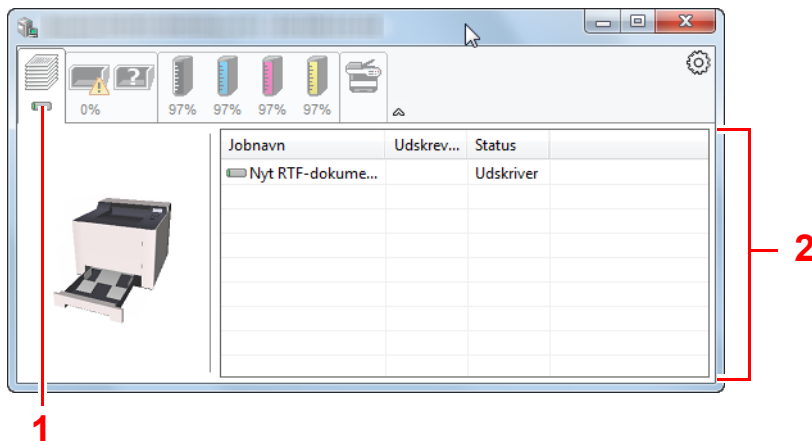 ?
0%
97%
97%
97%
97%
Jobnavn
Udskrev...
Status
Nyt RTF-dokume...
Udskriver
2
1